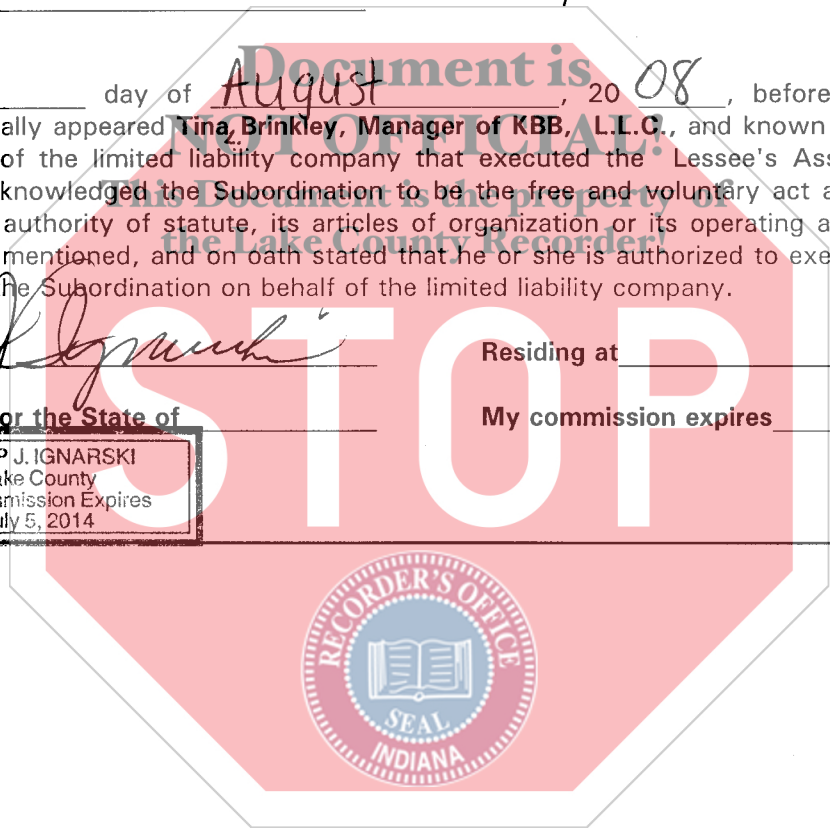 Document is
day of August, 20 08, before
ally appeared Tina Brinkley, Manager of KBB, L.L.C., and known
NOT OFFICIAL!
of the limited liability company that executed the Lessee's Ass
knowledged the Subordination to be the free and voluntary act a
This Document is the property of
authority of statute, its articles of organization or its operating a
the Lake County Recorder!
mentioned, and on oath stated that he or she is authorized to exe
he Subordination on behalf of the limited liability company.
STOP
Residing at
or the State of
My commission expires
P J. IGNARSKI
ke County
mission Expires
uly 5, 2014
RECORDER'S OFFICE
SEAL
INDIANA